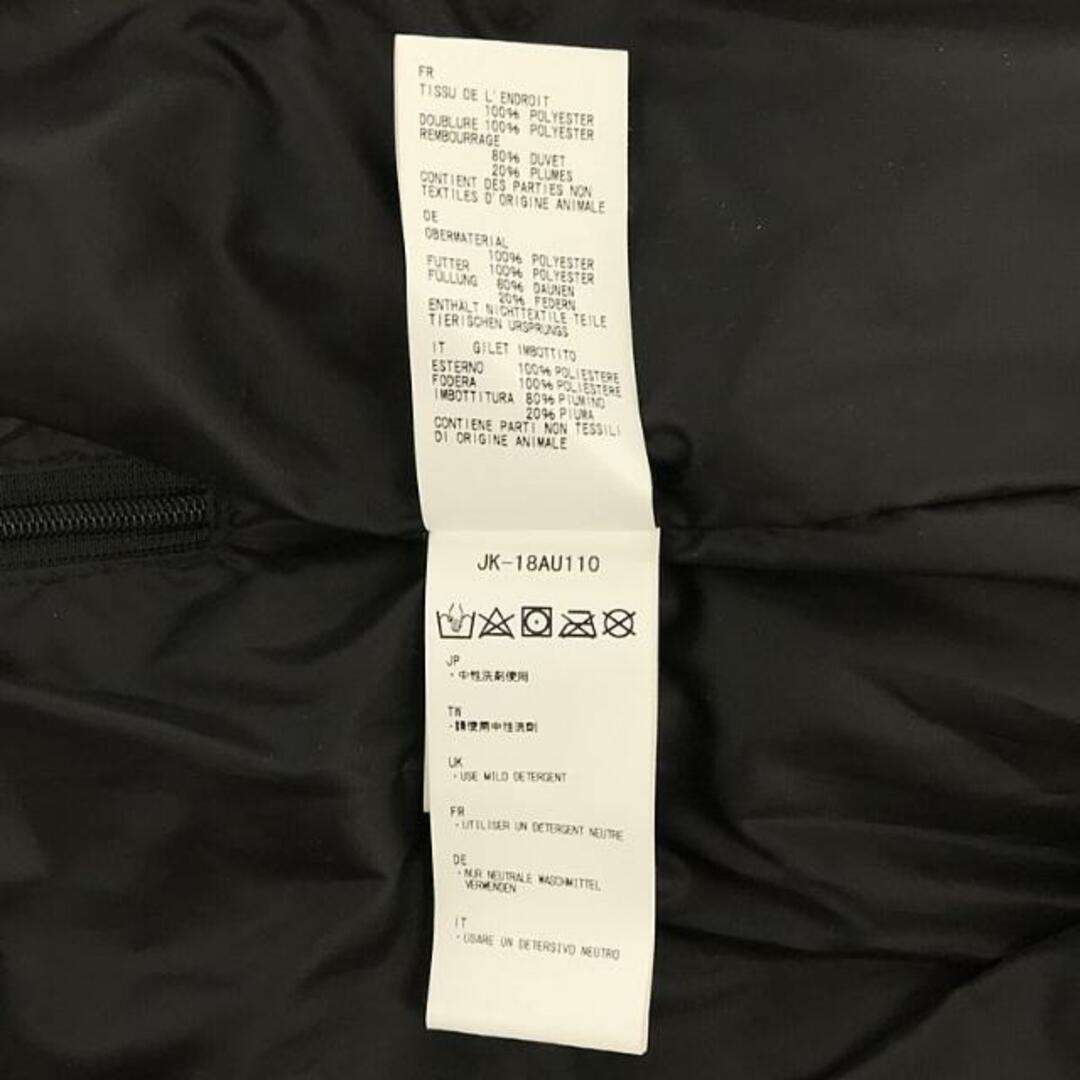 FR
TISSU DE L'ENDROIT
100% POLYESTER
DOUBLURE 100% POLYESTER
REMBOURRAGE
80% DUVET
20% PLUMES
CONTIENT DES PARTIES NON
TEXTILES D'ORIGINE ANIMALE
DE
OBERMATERIAL
100% POLYESTER
FUTTER 100% POLYESTER
FÜLLUNG 80% DAUNEN
20% FEDERN
ENTHÄLT NICHTTEXTILE TEILE
TIERISCHEN URSPRUNGS
IT GILET IMBOTTITO
ESTERNO 100% POLIESTERE
FODERA 100% POLIESTERE
IMBOTTITURA 80% PIUMINO
20% PIUMA
CONTIENE PARTI NON TESSILI
DI ORIGINE ANIMALE
JK-18AU110
JP
・中性洗剤使用
TW
・請使用中性洗劑
UK
・USE MILD DETERGENT
FR
・UTILISER UN DETERGENT NEUTRE
DE
・NUR NEUTRALE WASCHMITTEL
VERWENDEN
IT
・USARE UN DETERSIVO NEUTRO